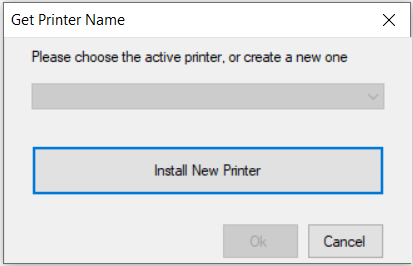 Get Printer Name
Please choose the active printer, or create a new one
Install New Printer
Ok
Cancel